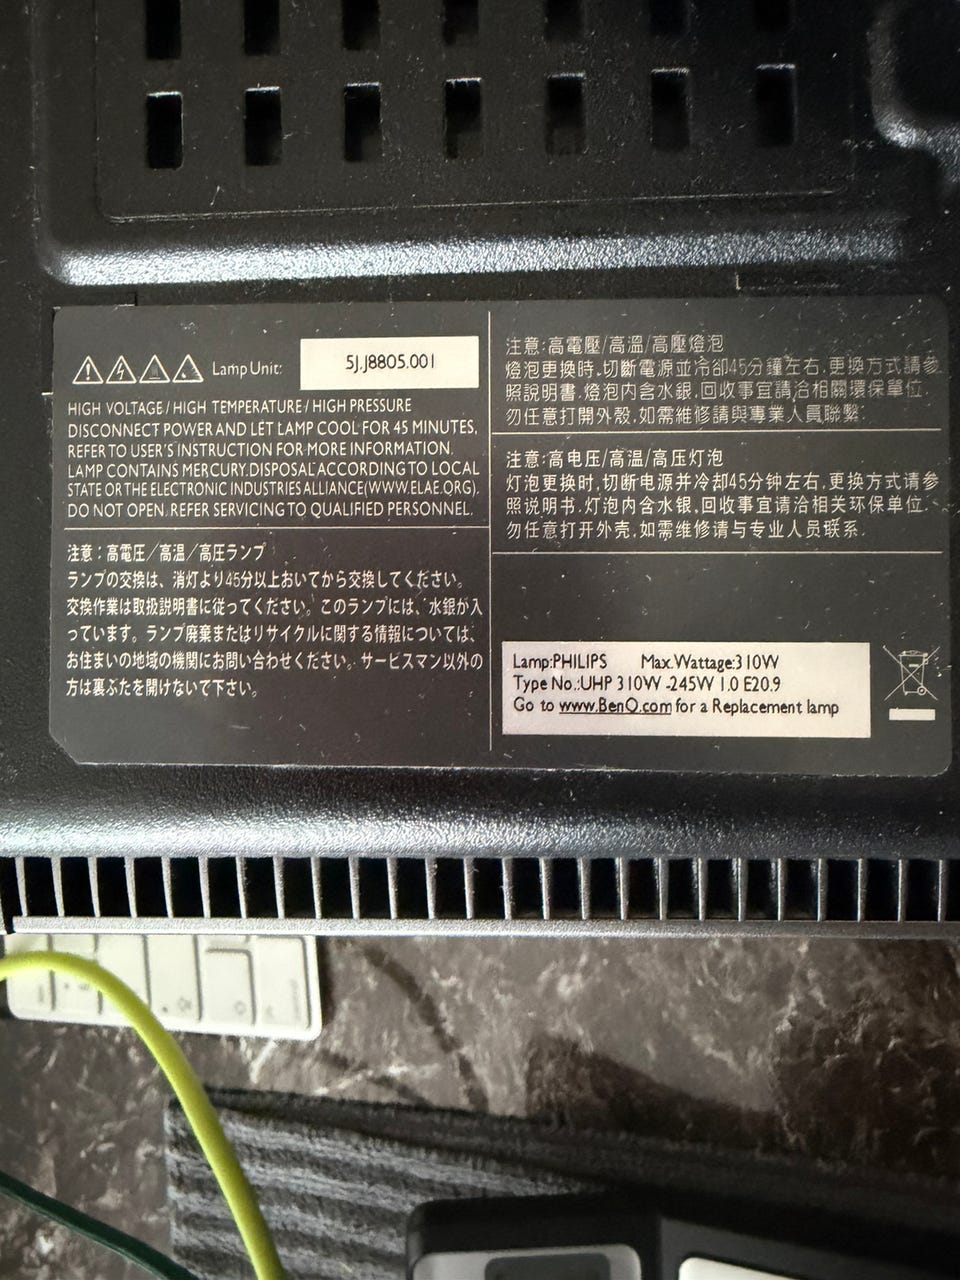 Lamp Unit: 5J.J8805.001
HIGH VOLTAGE / HIGH TEMPERATURE / HIGH PRESSURE
DISCONNECT POWER AND LET LAMP COOL FOR 45 MINUTES,
REFER TO USER'S INSTRUCTION FOR MORE INFORMATION.
LAMP CONTAINS MERCURY.DISPOSAL ACCORDING TO LOCAL
STATE OR THE ELECTRONIC INDUSTRIES ALLIANCE(WWW.ELAE.ORG).
DO NOT OPEN. REFER SERVICING TO QUALIFIED PERSONNEL.
注意：高電圧／高温／高圧ランプ
ランプの交換は、消灯より45分以上おいてから交換してください。
交換作業は取扱説明書に従ってください。このランプには、水銀が入
っています。ランプ廃棄またはリサイクルに関する情報については、
お住まいの地域の機関にお問い合わせください。サービスマン以外の
方は裏ぶたを開けないで下さい。
注意:高電壓/高溫/高壓燈泡
燈泡更換時,切斷電源並冷卻45分鐘左右,更換方式請參
照說明書.燈泡內含水銀,回收事宜請洽相關環保單位.
勿任意打開外殼,如需維修請與專業人員聯繫.
注意:高电压/高温/高压灯泡
灯泡更换时,切断电源并冷却45分钟左右,更换方式请参
照说明书.灯泡内含水银,回收事宜请洽相关环保单位.
勿任意打开外壳,如需维修请与专业人员联系.
Lamp:PHILIPS Max.Wattage:310W
Type No.:UHP 310W -245W 1.0 E20.9
Go to www.BenQ.com for a Replacement lamp